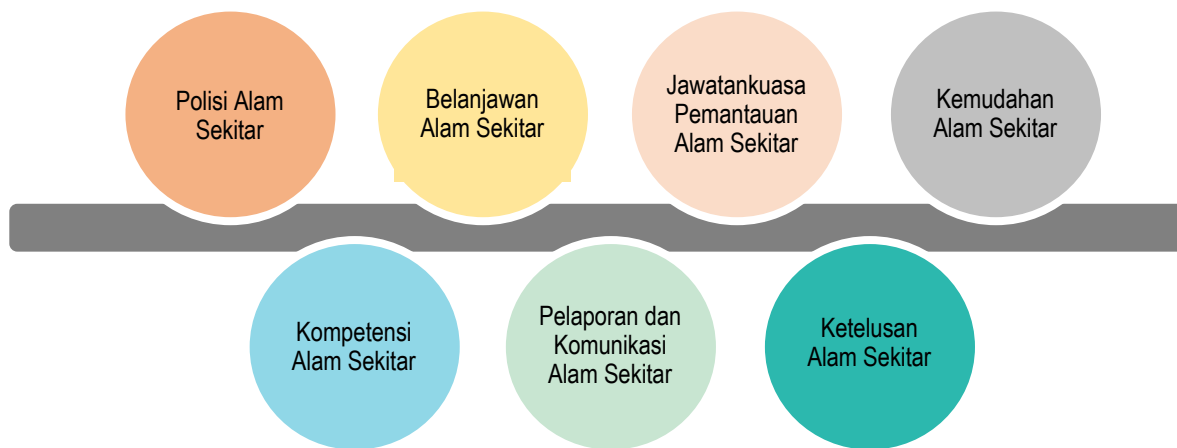 Polisi Alam
Sekitar
Belanjawan
Alam Sekitar
Jawatankuasa
Pemantauan
Alam Sekitar
Kemudahan
Alam Sekitar
Kompetensi
Alam Sekitar
Pelaporan dan
Komunikasi
Alam Sekitar
Ketelusan
Alam Sekitar